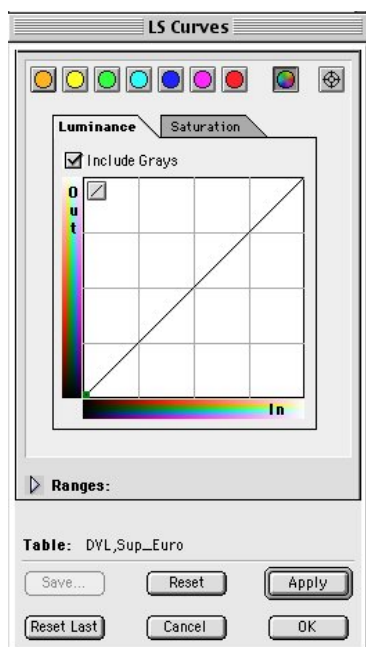 LS Curves
Luminance Saturation
Include Grays
Out
In
Ranges:
Table: DVL,Sup_Euro
Save... Reset Apply
Reset Last Cancel OK